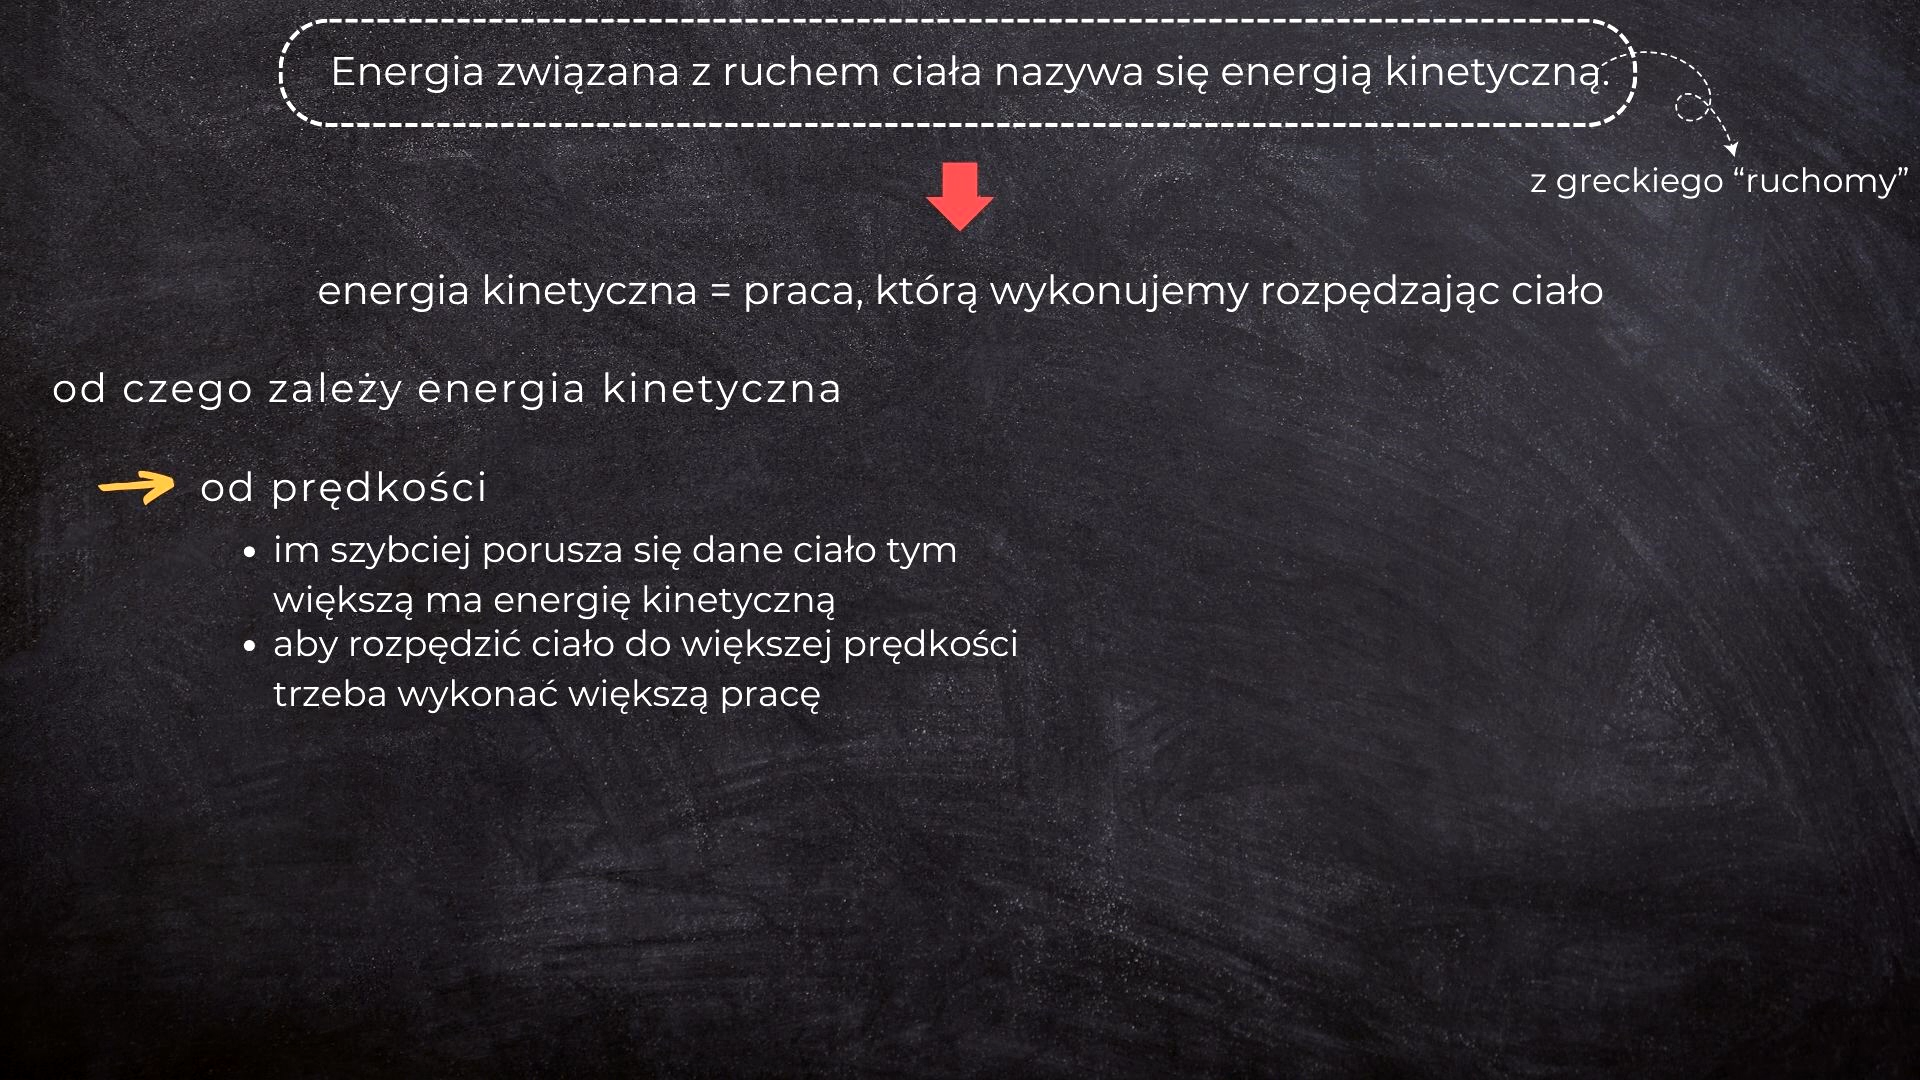 Energia związana z ruchem ciała nazywa się energią kinetyczną.
z greckiego “ruchomy”
energia kinetyczna = praca, którą wykonujemy rozpędzając ciało
od czego zależy energia kinetyczna
od prędkości
• im szybciej porusza się dane ciało tym
większą ma energię kinetyczną
• aby rozpędzić ciało do większej prędkości
trzeba wykonać większą pracę